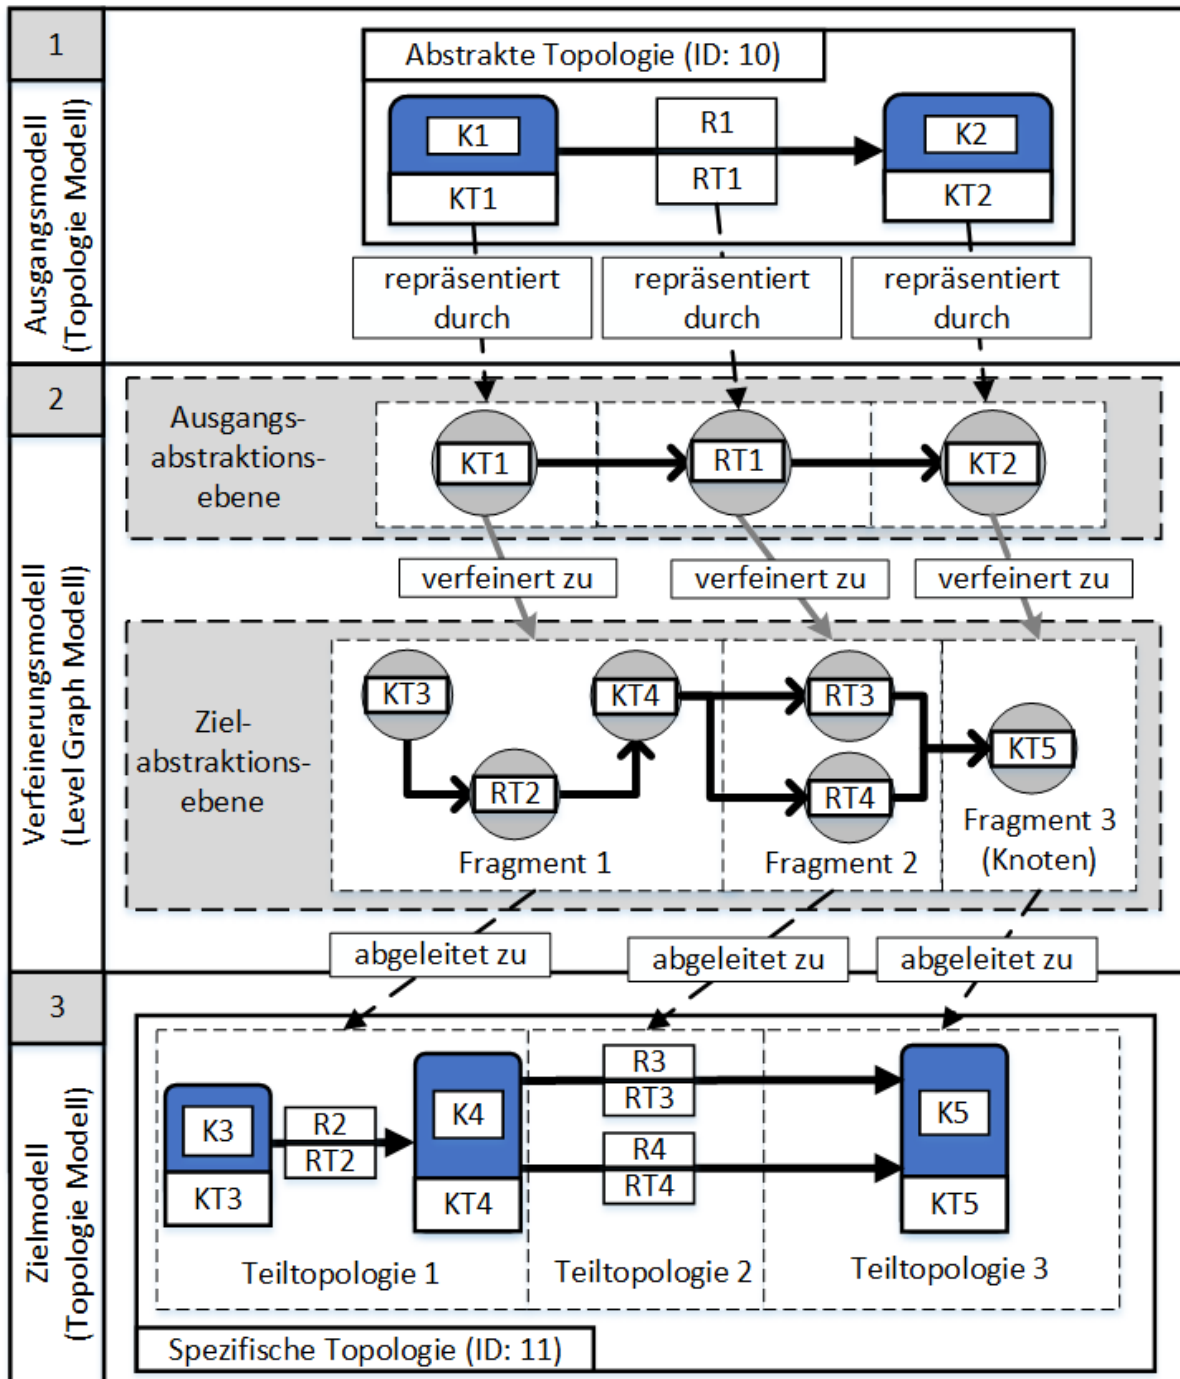 1
Ausgangsmodell
(Topologie Modell)
Abstrakte Topologie (ID: 10)
K1
KT1
R1
RT1
K2
KT2
repräsentiert
durch
repräsentiert
durch
repräsentiert
durch
2
Verfeinerungsmodell
(Level Graph Modell)
Ausgangs-
abstraktions-
ebene
KT1
RT1
KT2
verfeinert zu
verfeinert zu
verfeinert zu
Ziel-
abstraktions-
ebene
KT3
RT2
KT4
Fragment 1
RT3
RT4
Fragment 2
KT5
Fragment 3
(Knoten)
abgeleitet zu
abgeleitet zu
abgeleitet zu
3
Zielmodell
(Topologie Modell)
K3
KT3
R2
RT2
K4
KT4
Teiltopologie 1
R3
RT3
R4
RT4
Teiltopologie 2
K5
KT5
Teiltopologie 3
Spezifische Topologie (ID: 11)